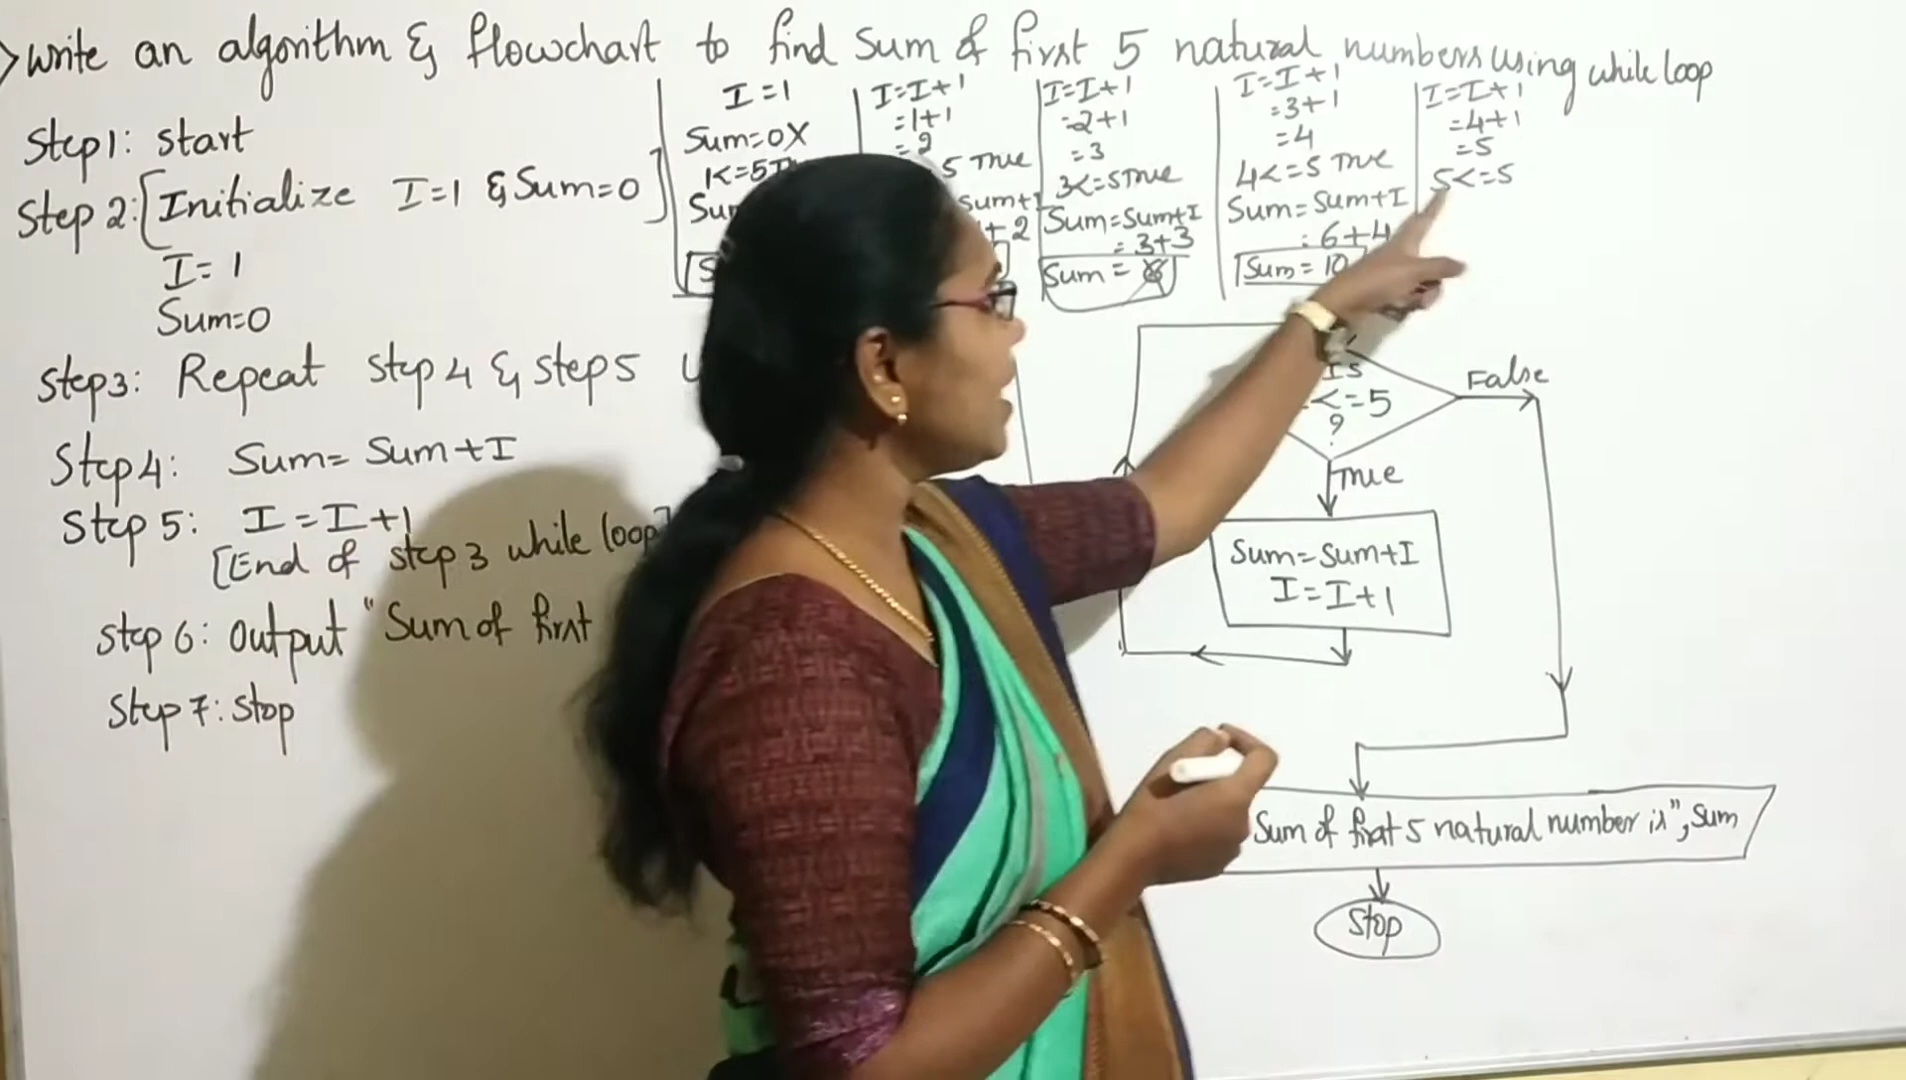 write an algorithm & flowchart to find sum of first 5 natural numbers using while loop
Step1: start
Step 2: [Initialize I=1 & Sum=0]
I=1
Sum=0
Step3: Repeat step 4 & step5
Step4: Sum= Sum+I
Step 5: I=I+1
[End of step 3 while loop]
Step 6: output "Sum of first
Step 7: stop
I=1
Sum=0X
1<=5
I=I+1
=1+1
=2
5 True
sum+I
+2
I=I+1
=2+1
=3
3<=5 True
Sum=Sum+I
=3+3
Sum=6
I=I+1
=3+1
=4
4<=5 True
Sum=Sum+I
=6+4
Sum=10
I=I+1
=4+1
=5
5<=5
Is
<=5
?
False
True
Sum=Sum+I
I=I+1
Sum of first 5 natural number is", Sum
Stop